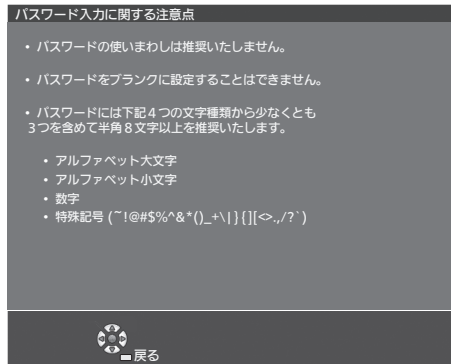 パスワード入力に関する注意点
• パスワードの使いまわしは推奨いたしません。
• パスワードをブランクに設定することはできません。
• パスワードには下記４つの文字種類から少なくとも
３つを含めて半角８文字以上を推奨いたします。
• アルファベット大文字
• アルファベット小文字
• 数字
• 特殊記号 (~!@#$%^&*()_+\|}{][<>.,/?`)
戻る